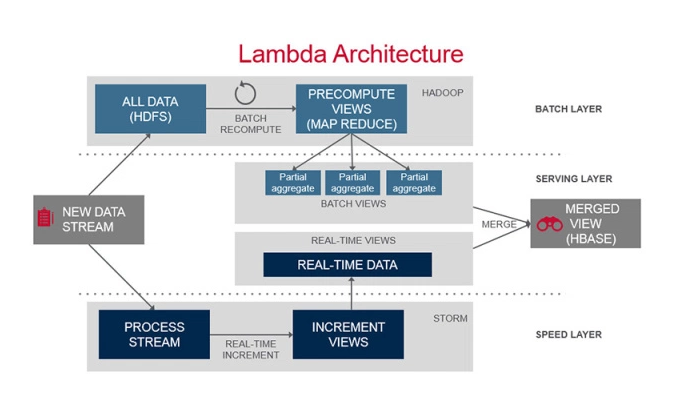 Lambda Architecture
HADOOP
ALL DATA
(HDFS)
BATCH
RECOMPUTE
PRECOMPUTE
VIEWS
(MAP REDUCE)
BATCH LAYER
Partial
aggregate
Partial
aggregate
Partial
aggregate
BATCH VIEWS
SERVING LAYER
NEW DATA
STREAM
MERGE
MERGED
VIEW
(HBASE)
REAL-TIME VIEWS
REAL-TIME DATA
STORM
PROCESS
STREAM
REAL-TIME
INCREMENT
INCREMENT
VIEWS
SPEED LAYER